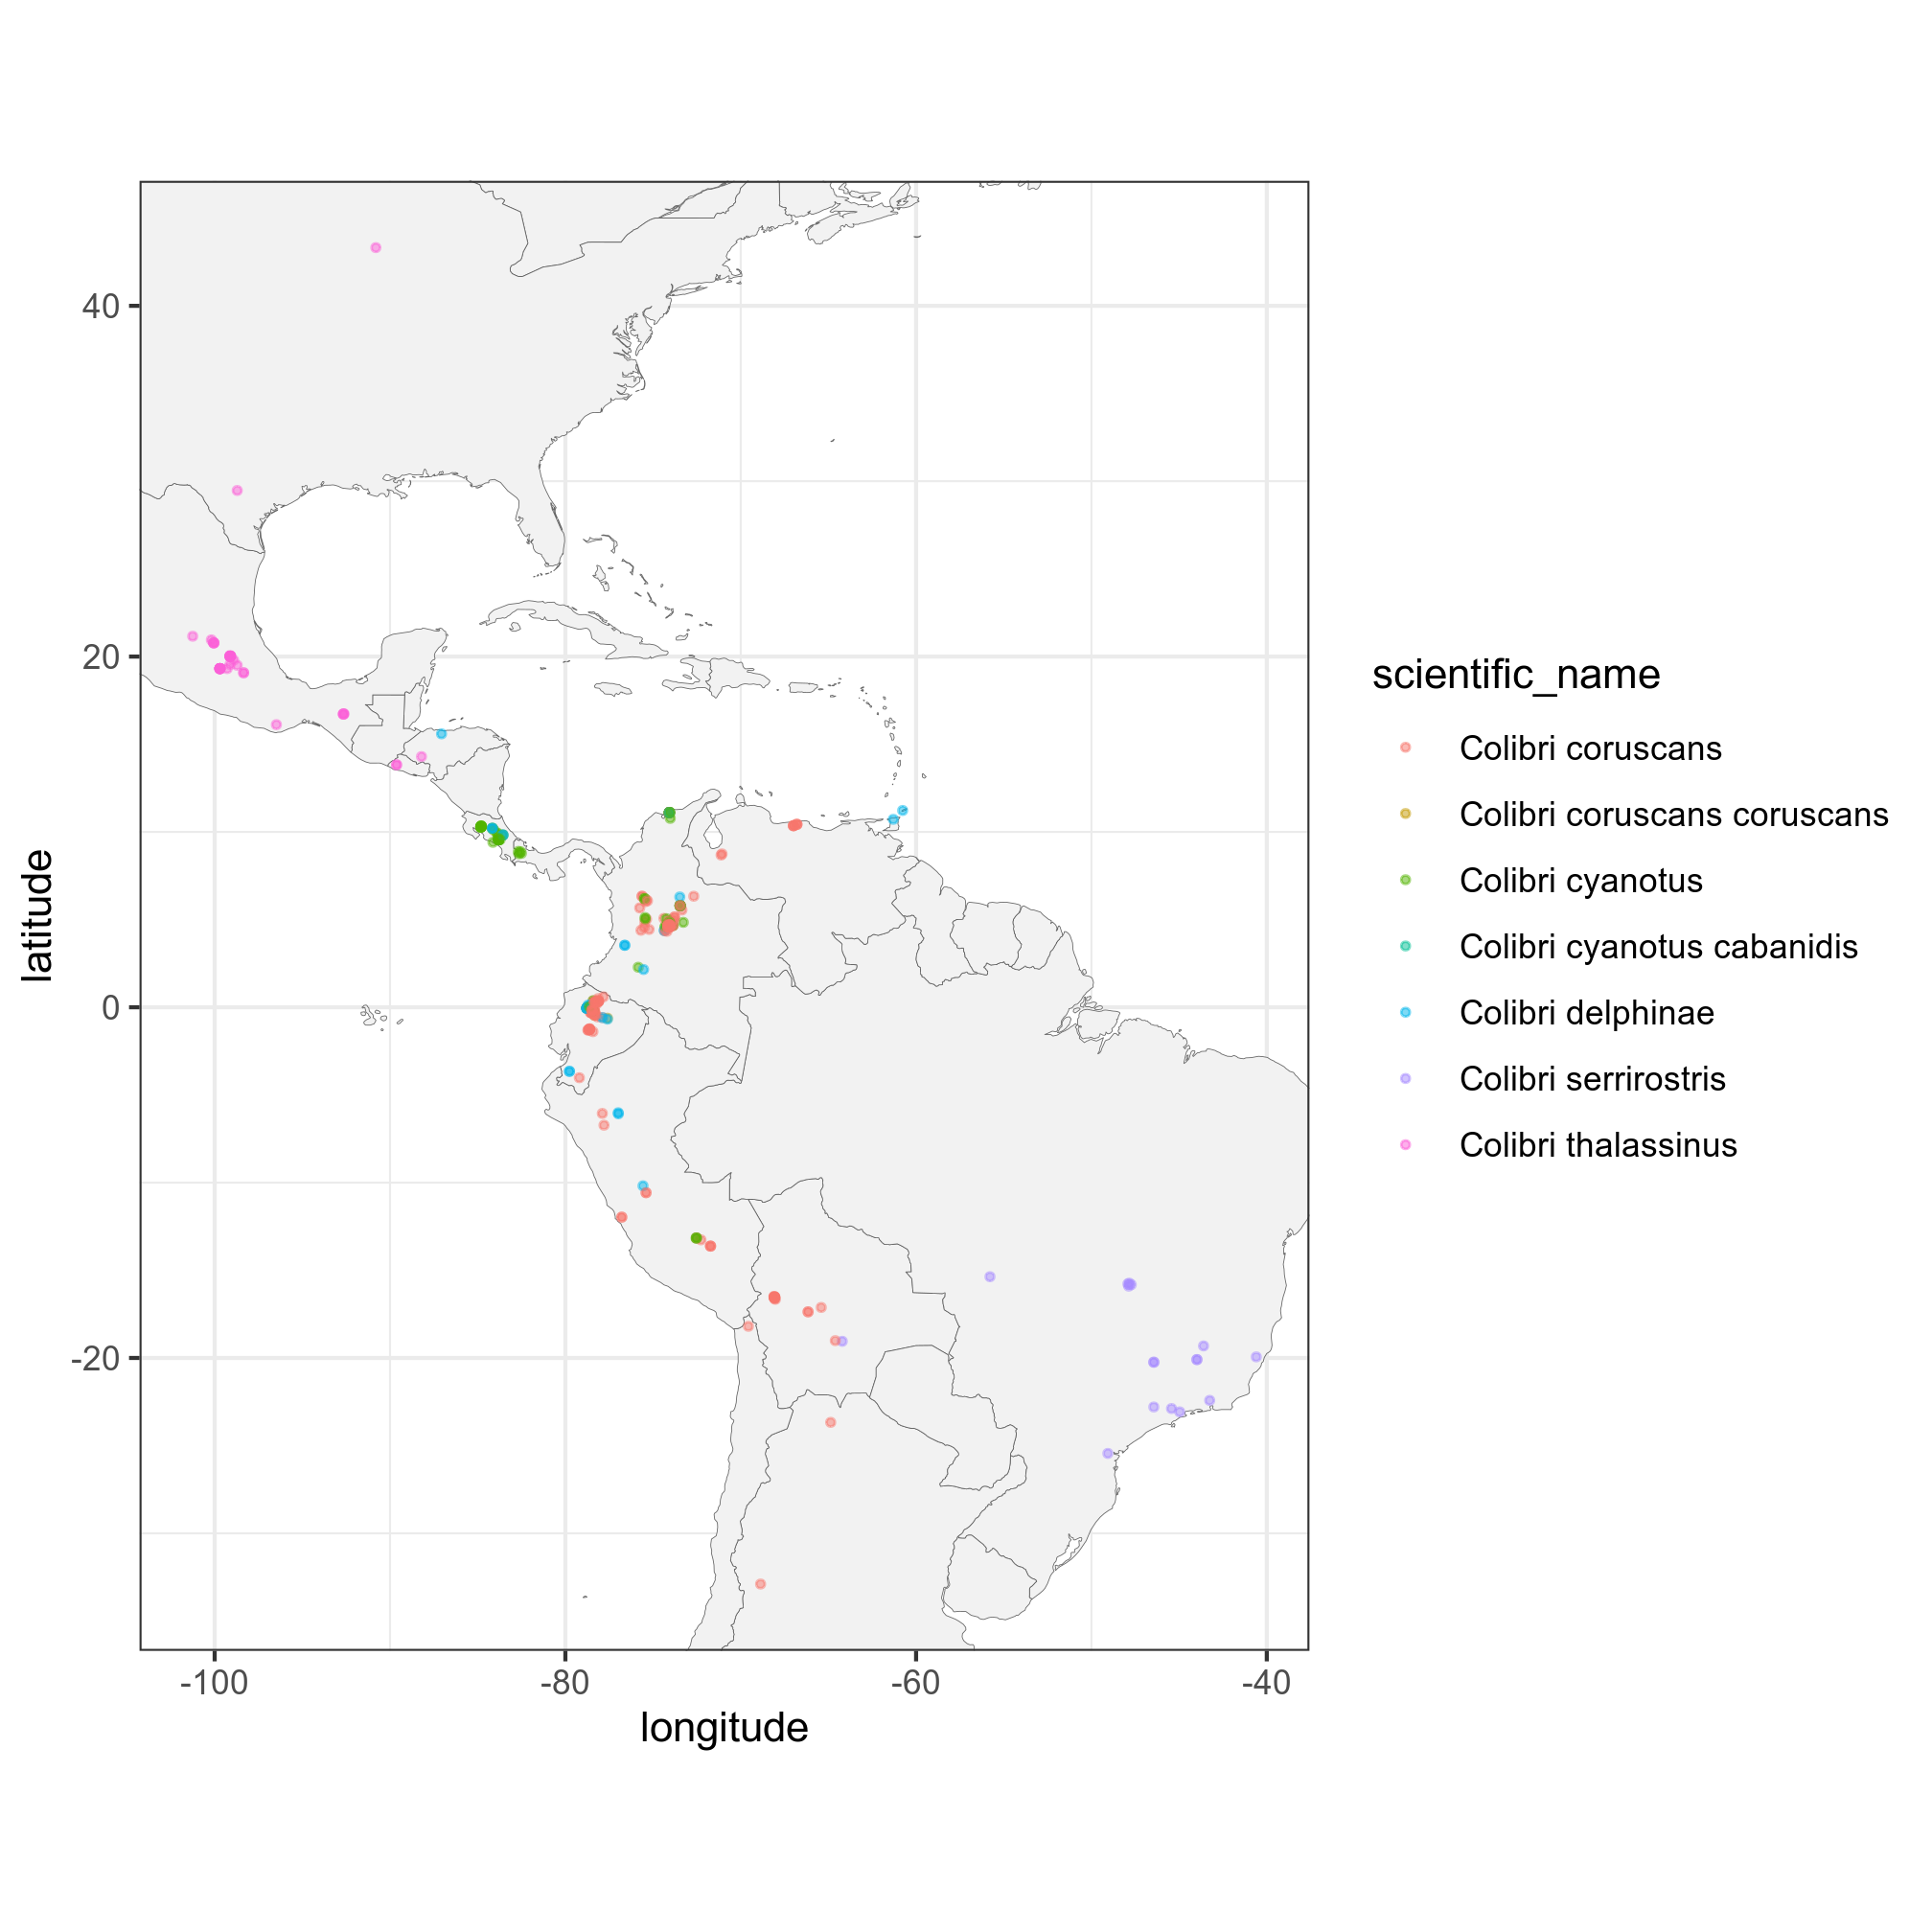 40
20
0
-20
-100
-80
-60
-40
longitude
latitude
scientific_name
Colibri coruscans
Colibri coruscans coruscans
Colibri cyanotus
Colibri cyanotus cabanidis
Colibri delphinae
Colibri serrirostris
Colibri thalassinus